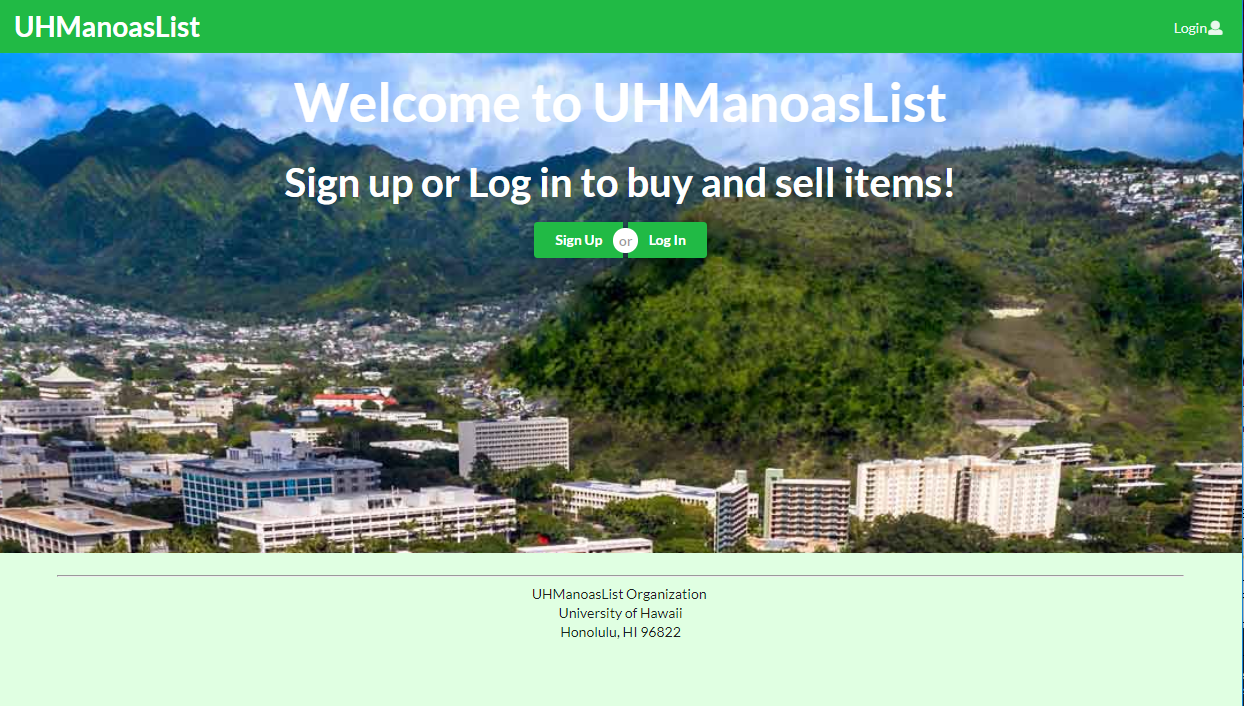 UHManoasList
Login
Welcome to UHManoasList
Sign up or Log in to buy and sell items!
Sign Up or Log In
UHManoasList Organization
University of Hawaii
Honolulu, HI 96822